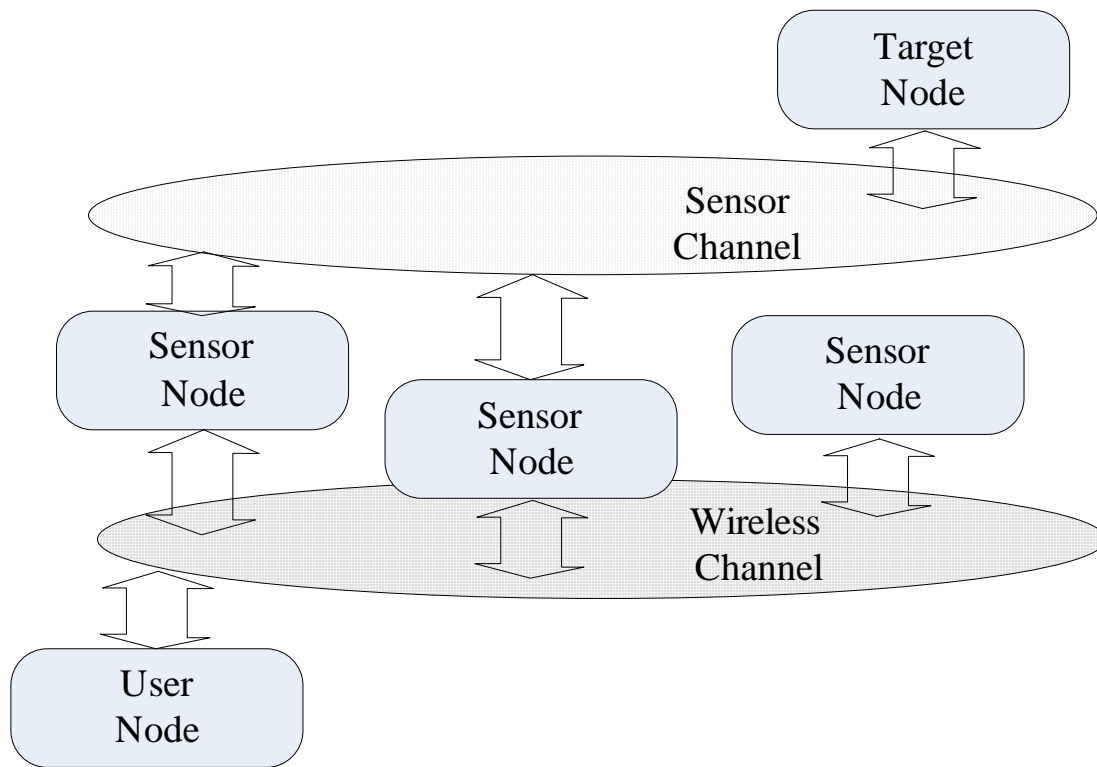 Target
Node
Sensor
Channel
Sensor
Node
Sensor
Node
Sensor
Node
Wireless
Channel
User
Node